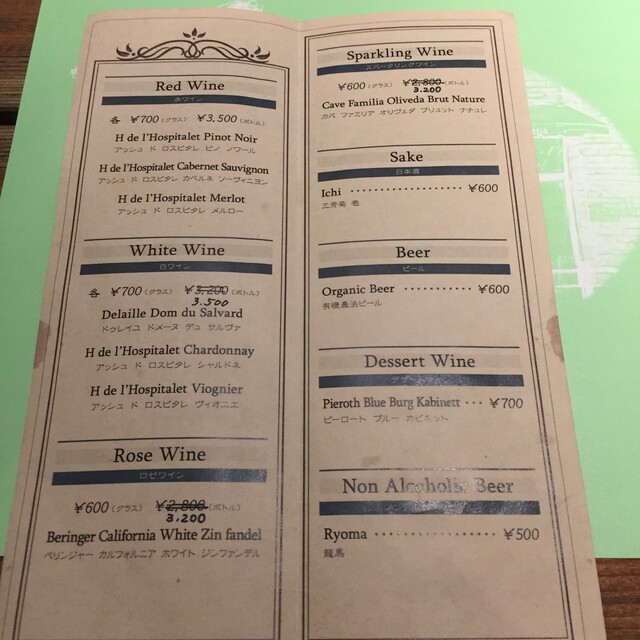 Red Wine
赤ワイン
各 ¥700(グラス) ¥3,500(ボトル)
H de l'Hospitalet Pinot Noir
アッシュ ド ロスピタレ ピノ ノワール
H de l'Hospitalet Cabernet Sauvignon
アッシュ ド ロスピタレ カベルネ ソーヴィニヨン
H de l'Hospitalet Merlot
アッシュ ド ロスピタレ メルロー
White Wine
白ワイン
各 ¥700(グラス) ¥3,200(ボトル)
3.500
Delaille Dom du Salvard
ドゥレイユ ドメーヌ デュ サルヴァ
H de l'Hospitalet Chardonnay
アッシュ ド ロスピタレ シャルドネ
H de l'Hospitalet Viognier
アッシュ ド ロスピタレ ヴィオニエ
Rose Wine
ロゼワイン
¥600(グラス) ¥2,800(ボトル)
3.200
Beringer California White Zin fandel
ベリンジャー カルフォルニア ホワイト ジンファンデル
Sparkling Wine
スパークリングワイン
¥600(グラス) ¥2,800(ボトル)
3.200
Cave Familia Oliveda Brut Nature
カバ ファミリア オリヴェダ ブリュット ナチュレ
Sake
日本酒
Ichi ¥600
三芳菊 壱
Beer
ビール
Organic Beer ¥600
有機農法ビール
Dessert Wine
Pieroth Blue Burg Kabinett ¥700
ピーロート ブルー カビネット
Non Alcoholic Beer
Ryoma ¥500
龍馬